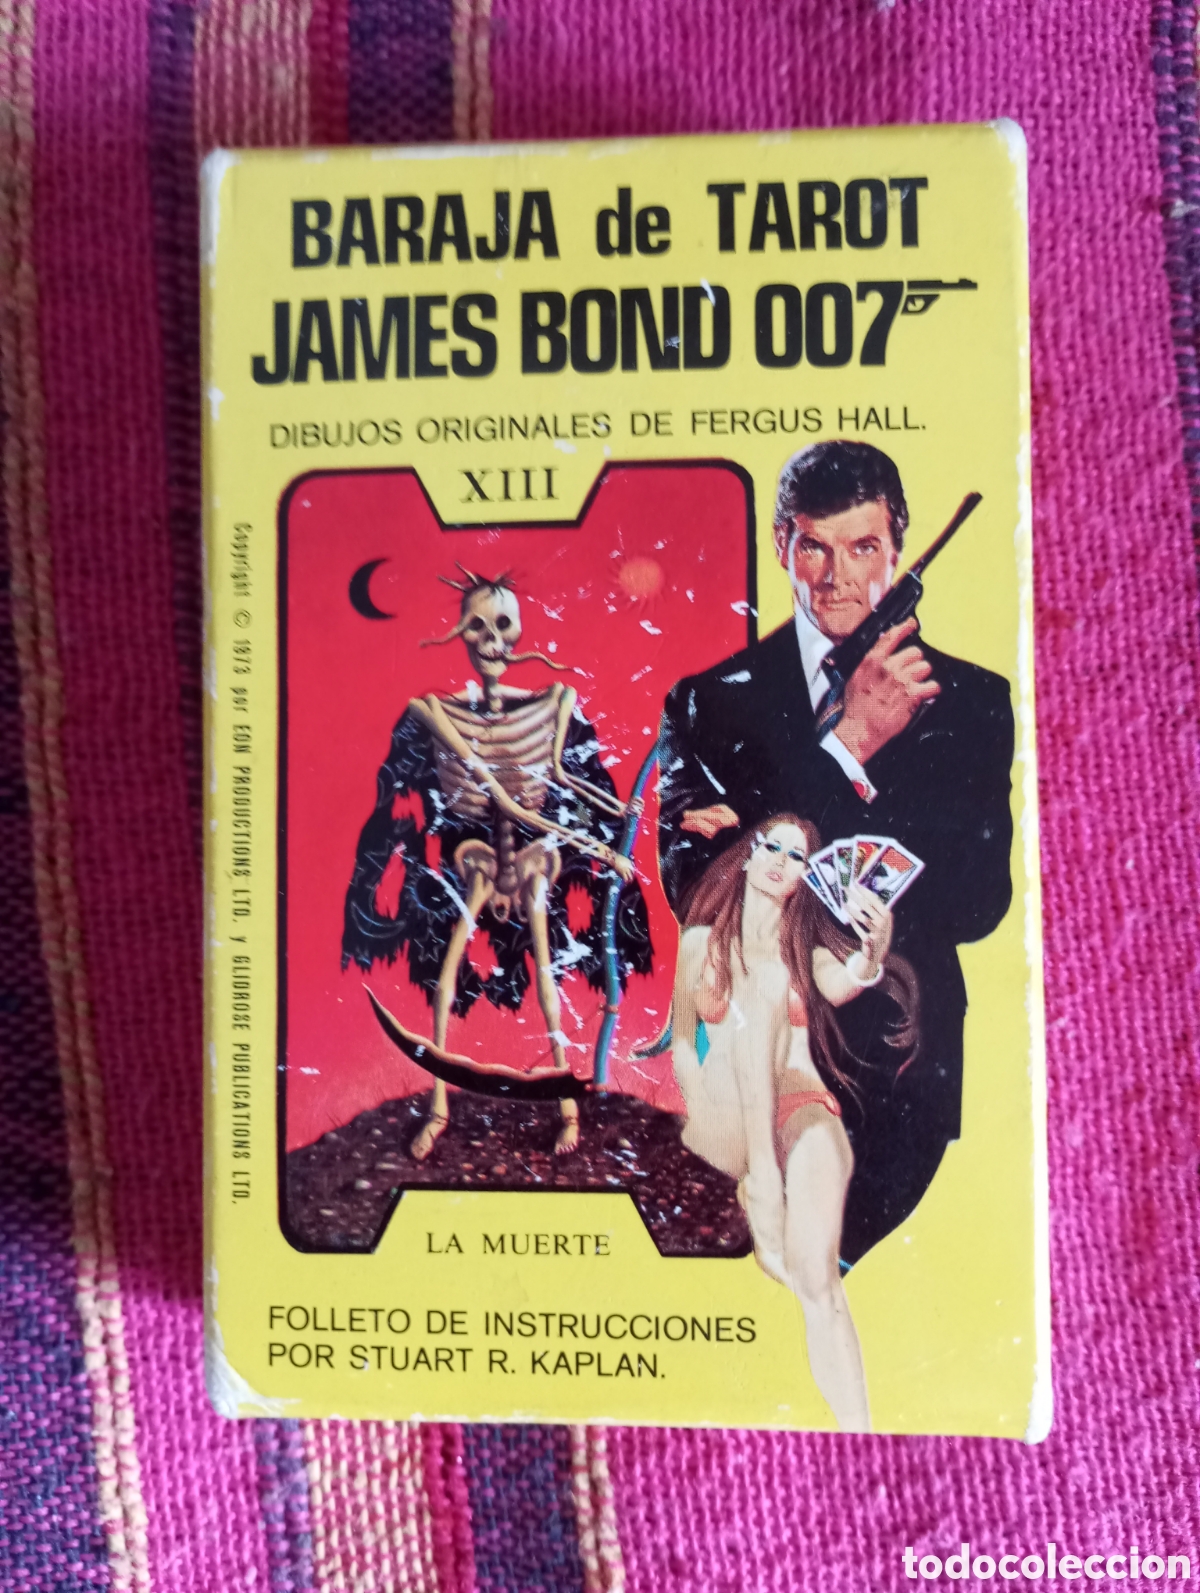 BARAJA de TAROT
JAMES BOND 007
DIBUJOS ORIGINALES DE FERGUS HALL.
XIII
Copyright © 1973 por EON PRODUCTIONS LTD. y GLIDROSE PUBLICATIONS LTD.
LA MUERTE
FOLLETO DE INSTRUCCIONES
POR STUART R. KAPLAN.
todocoleccion